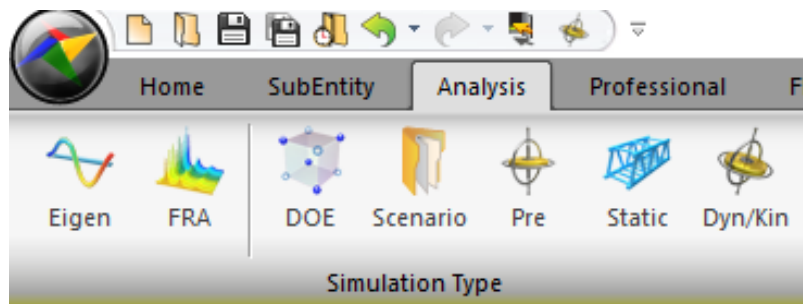 Home SubEntity Analysis Professional F
Eigen FRA DOE Scenario Pre Static Dyn/Kin
Simulation Type